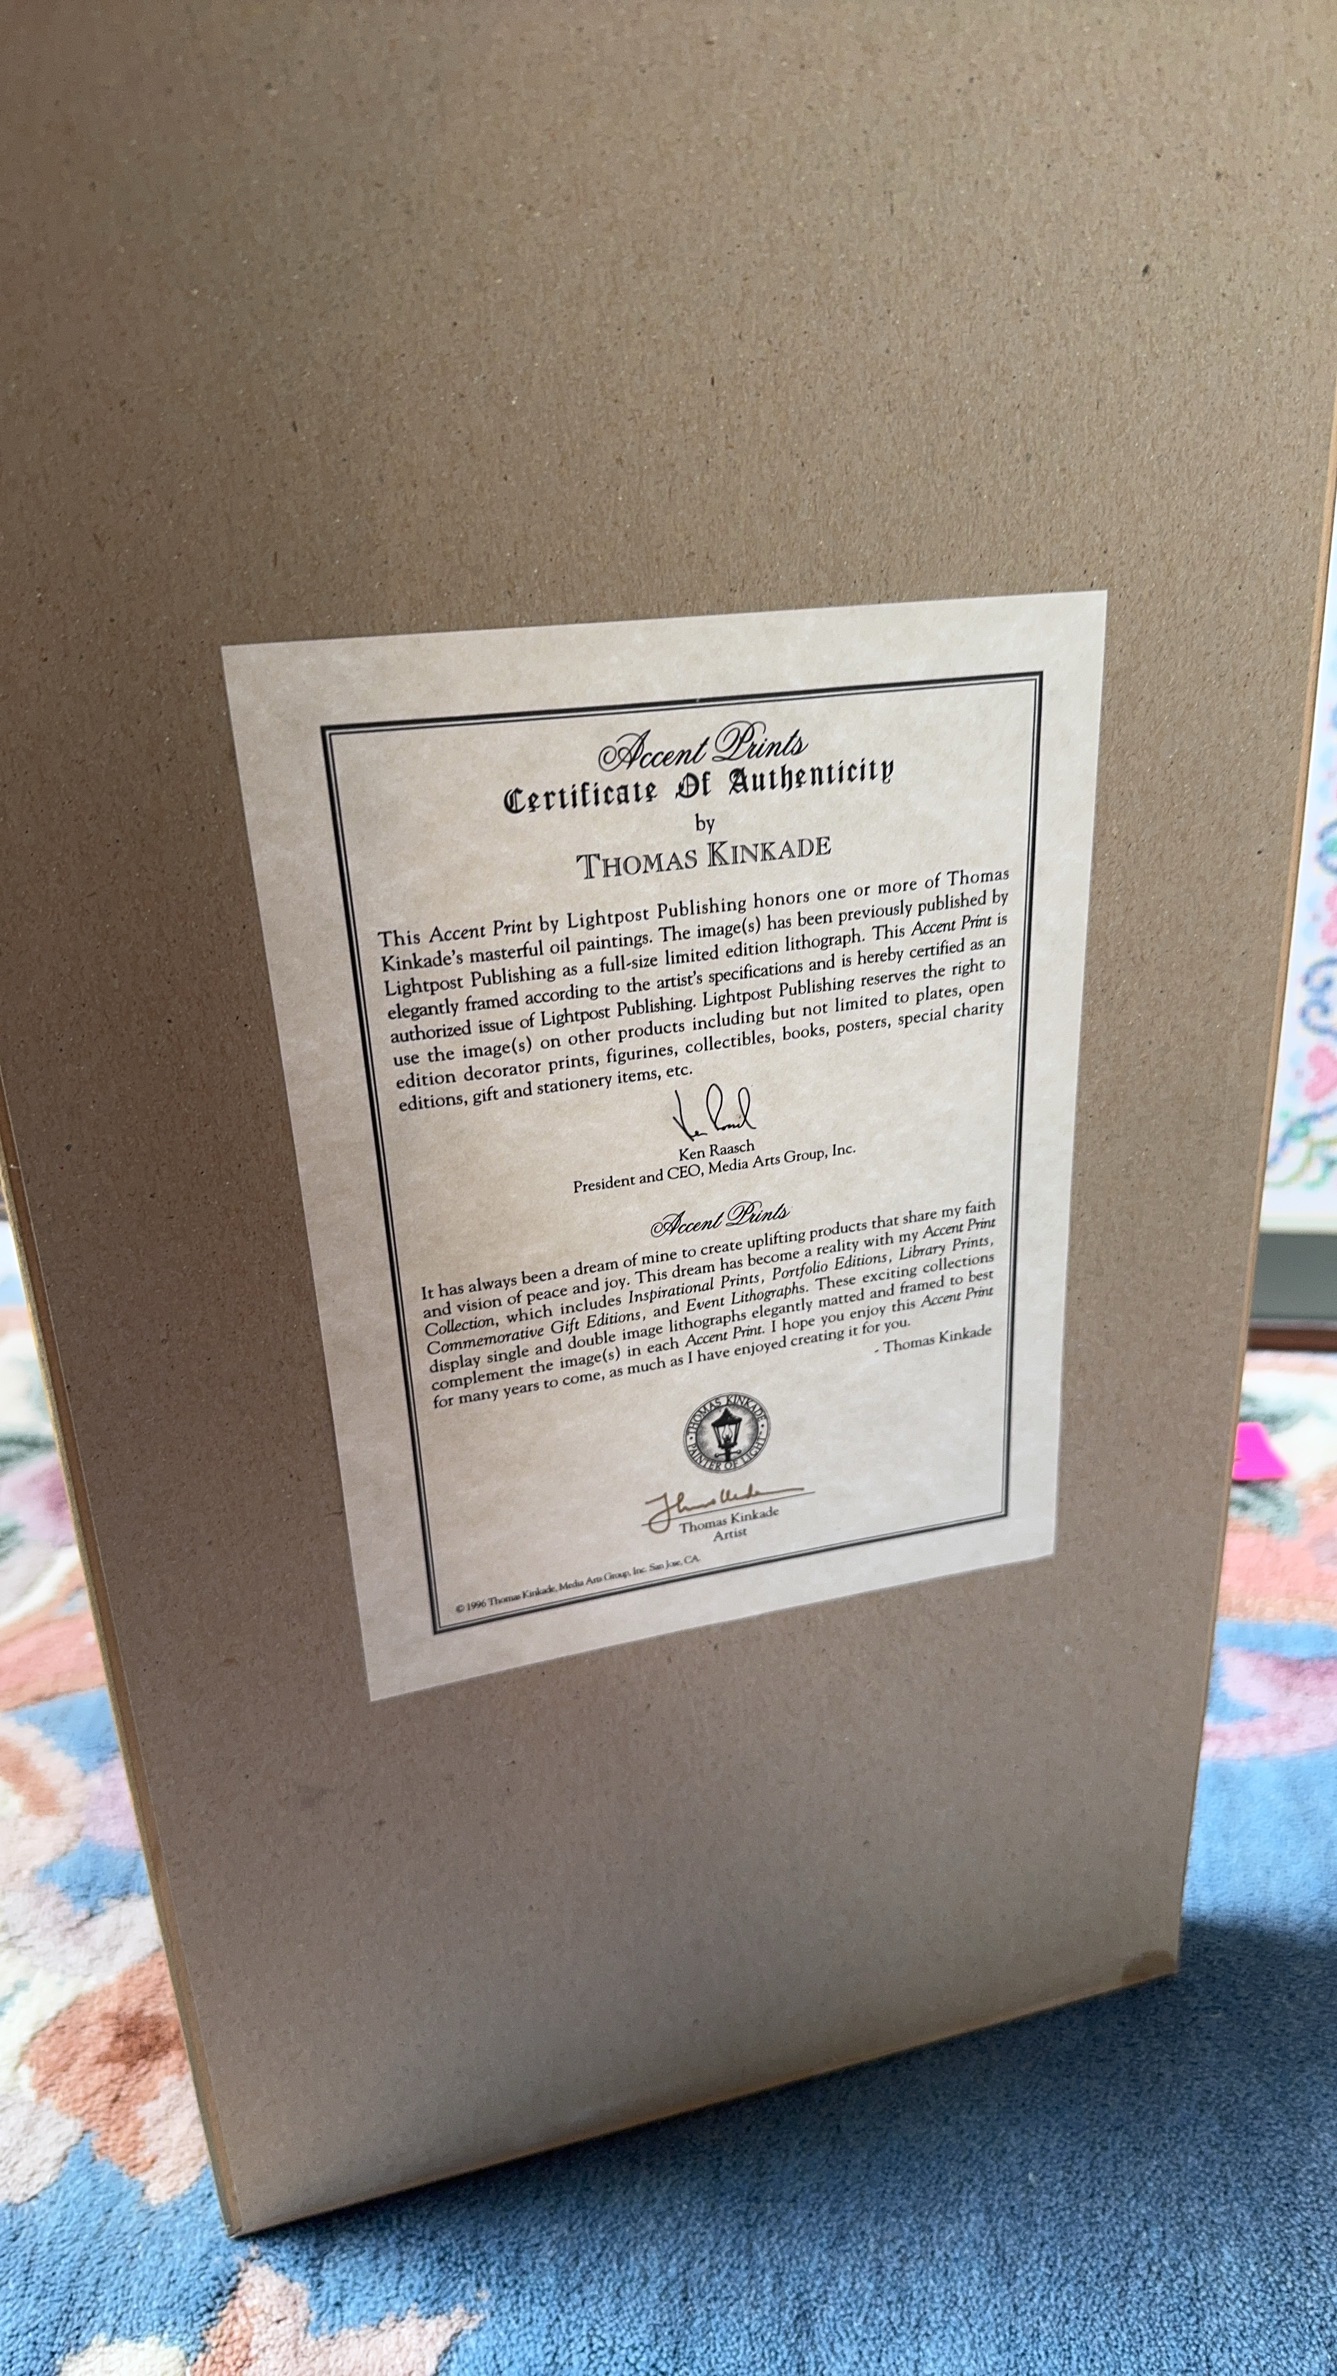 Accent Prints
Certificate Of Authenticity
by
THOMAS KINKADE
This Accent Print by Lightpost Publishing honors one or more of Thomas
Kinkade's masterful oil paintings. The image(s) has been previously published by
Lightpost Publishing as a full-size limited edition lithograph. This Accent Print is
elegantly framed according to the artist's specifications and is hereby certified as an
authorized issue of Lightpost Publishing. Lightpost Publishing reserves the right to
use the image(s) on other products including but not limited to plates, open
edition decorator prints, figurines, collectibles, books, posters, special charity
editions, gift and stationery items, etc.
Ken Raasch
President and CEO, Media Arts Group, Inc.
Accent Prints
It has always been a dream of mine to create uplifting products that share my faith
and vision of peace and joy. This dream has become a reality with my Accent Print
Collection, which includes Inspirational Prints, Portfolio Editions, Library Prints,
Commemorative Gift Editions, and Event Lithographs. These exciting collections
display single and double image lithographs elegantly matted and framed to best
complement the image(s) in each Accent Print. I hope you enjoy this Accent Print
for many years to come, as much as I have enjoyed creating it for you.
- Thomas Kinkade
THOMAS KINKADE • PAINTER OF LIGHT •
Thomas Kinkade
Artist
© 1996 Thomas Kinkade, Media Arts Group, Inc. San Jose, CA